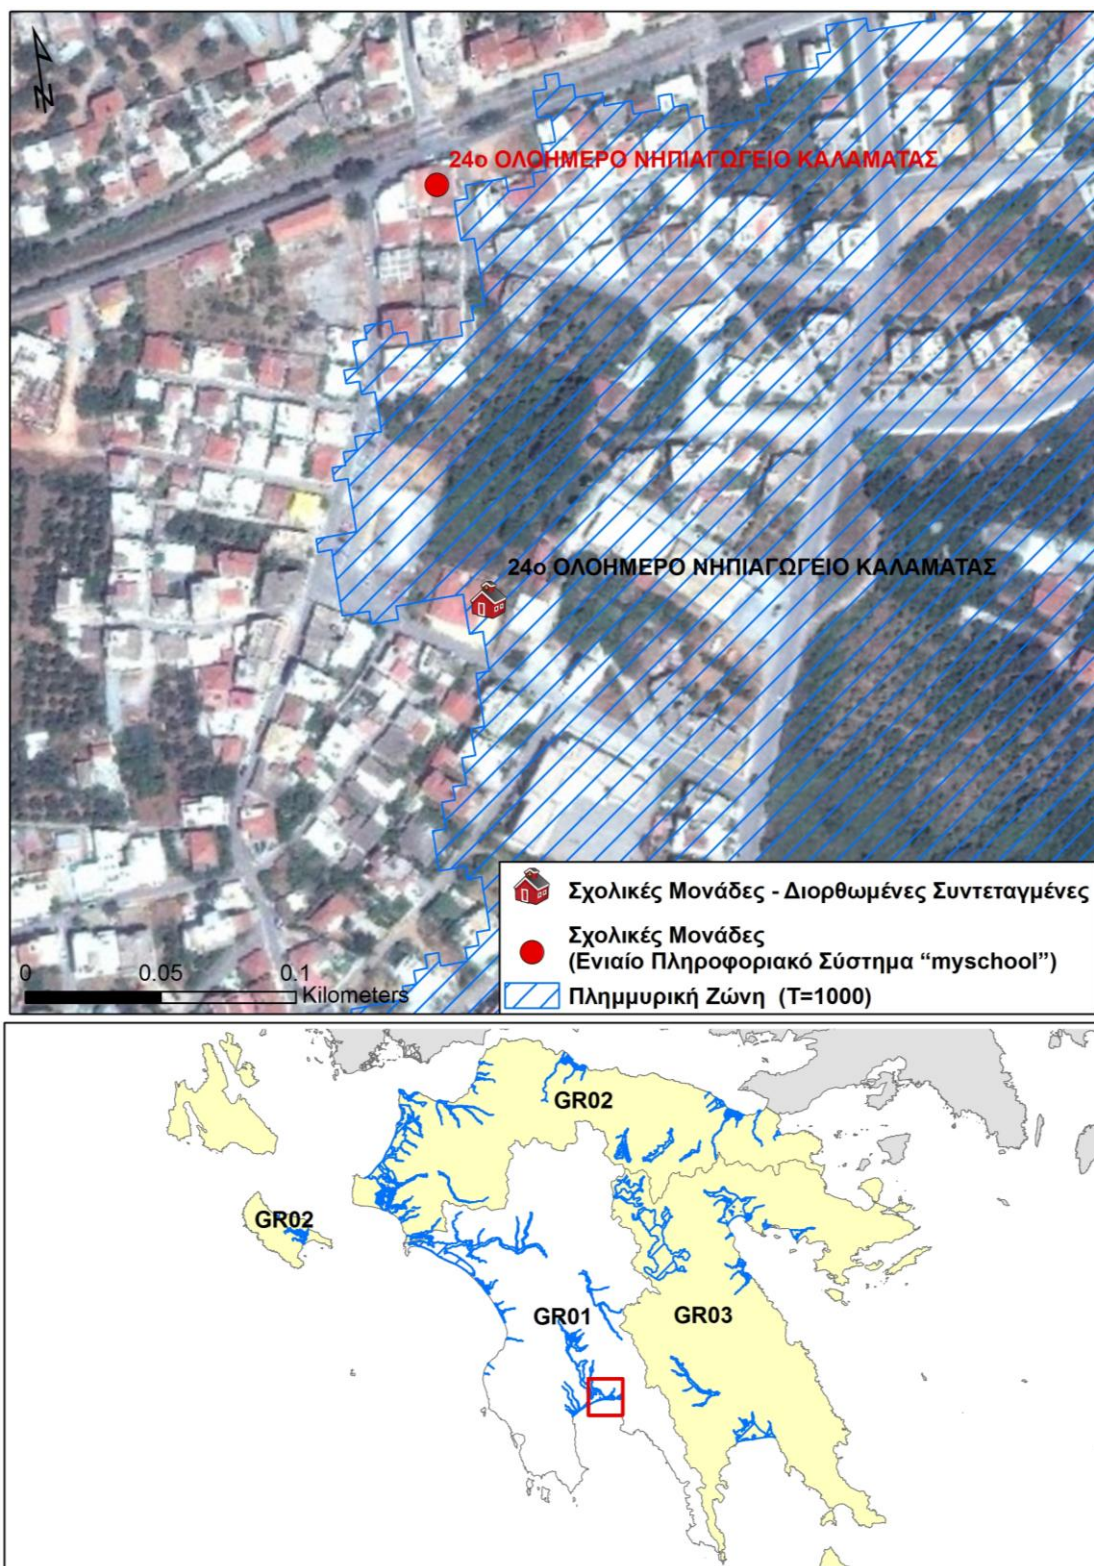 N
24ο ΟΛΟΗΜΕΡΟ ΝΗΠΙΑΓΩΓΕΙΟ ΚΑΛΑΜΑΤΑΣ
24ο ΟΛΟΗΜΕΡΟ ΝΗΠΙΑΓΩΓΕΙΟ ΚΑΛΑΜΑΤΑΣ
Σχολικές Μονάδες - Διορθωμένες Συντεταγμένες
Σχολικές Μονάδες
(Ενιαίο Πληροφοριακό Σύστημα “myschool”)
Πλημμυρική Ζώνη (T=1000)
0 0.05 0.1
Kilometers
GR02
GR02
GR01
GR03